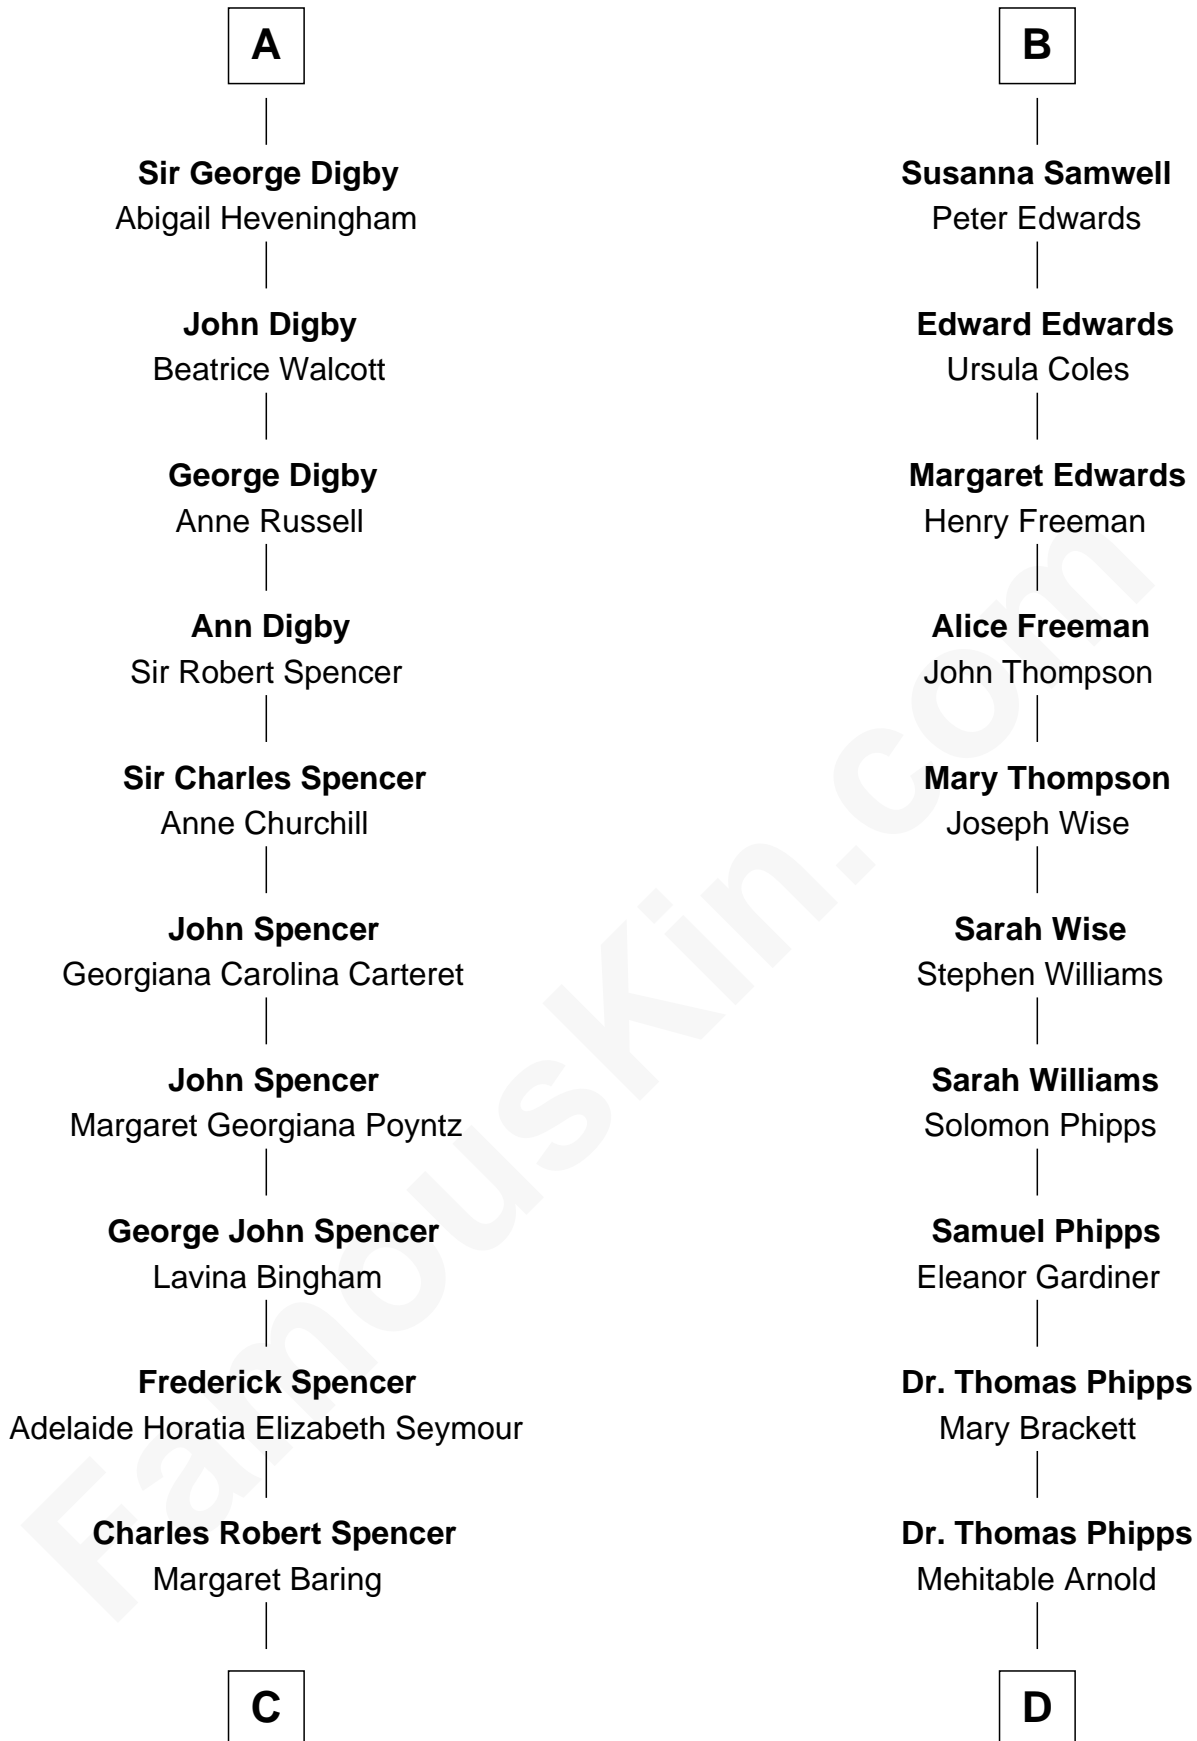 A
Sir George Digby
Abigail Heveningham
John Digby
Beatrice Walcott
George Digby
Anne Russell
Ann Digby
Sir Robert Spencer
Sir Charles Spencer
Anne Churchill
John Spencer
Georgiana Carolina Carteret
John Spencer
Margaret Georgiana Poyntz
George John Spencer
Lavina Bingham
Frederick Spencer
Adelaide Horatia Elizabeth Seymour
Charles Robert Spencer
Margaret Baring
C
B
Susanna Samwell
Peter Edwards
Edward Edwards
Ursula Coles
Margaret Edwards
Henry Freeman
Alice Freeman
John Thompson
Mary Thompson
Joseph Wise
Sarah Wise
Stephen Williams
Sarah Williams
Solomon Phipps
Samuel Phipps
Eleanor Gardiner
Dr. Thomas Phipps
Mary Brackett
Dr. Thomas Phipps
Mehitable Arnold
D
FamousKin.com